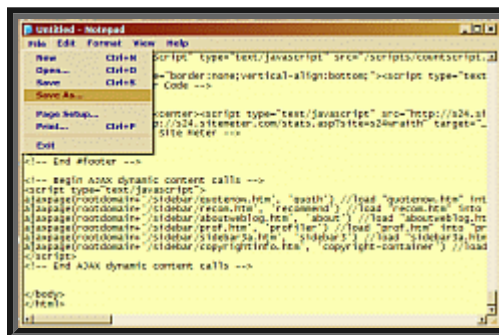 Untitled - Notepad
File Edit Format View Help
New Ctrl+N
Open... Ctrl+O
Save Ctrl+S
Save As...
Page Setup...
Print... Ctrl+P
Exit
Script" type="text/javascript" src="/scripts/countscript.
="border:none;vertical-align:bottom;"><script type="text
r Code -->
<center><script type="text/javascript" src="http://s24.si
p://s24.sitemeter.com/stats.asp?site=s24wraith" target="_
Site Meter -->
<!-- End #footer -->
<!-- Begin AJAX dynamic content calls -->
<script type="text/javascript">
ajaxpage(rootdomain+'/sidebar/quotenow.htm', 'quoth') //load "quotenow.htm" int
ajaxpage(rootdomain+'/sidebar/recom.htm', 'recommend') //load "recom.htm" into
ajaxpage(rootdomain+'/sidebar/aboutweblog.htm', 'about') //load "aboutweblog.ht
ajaxpage(rootdomain+'/sidebar/prof.htm', 'profiler') //load "prof.htm" into "pr
ajaxpage(rootdomain+'/sidebar/sidebar3a.htm', 'sidebar3') //load "sidebar3a.htm
ajaxpage(rootdomain+'/sidebar/copyrightinfo.htm', 'copyright-container') //load
</script>
<!-- End AJAX dynamic content calls -->
</body>
</html>